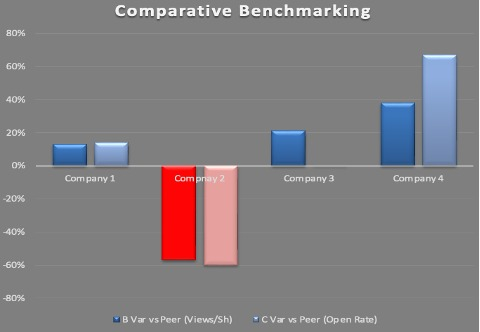 Comparative Benchmarking
80%
60%
40%
20%
0%
-20%
-40%
-60%
-80%
Company 1
Compnay 2
Company 3
Company 4
B Var vs Peer (Views/Sh)
C Var vs Peer (Open Rate)